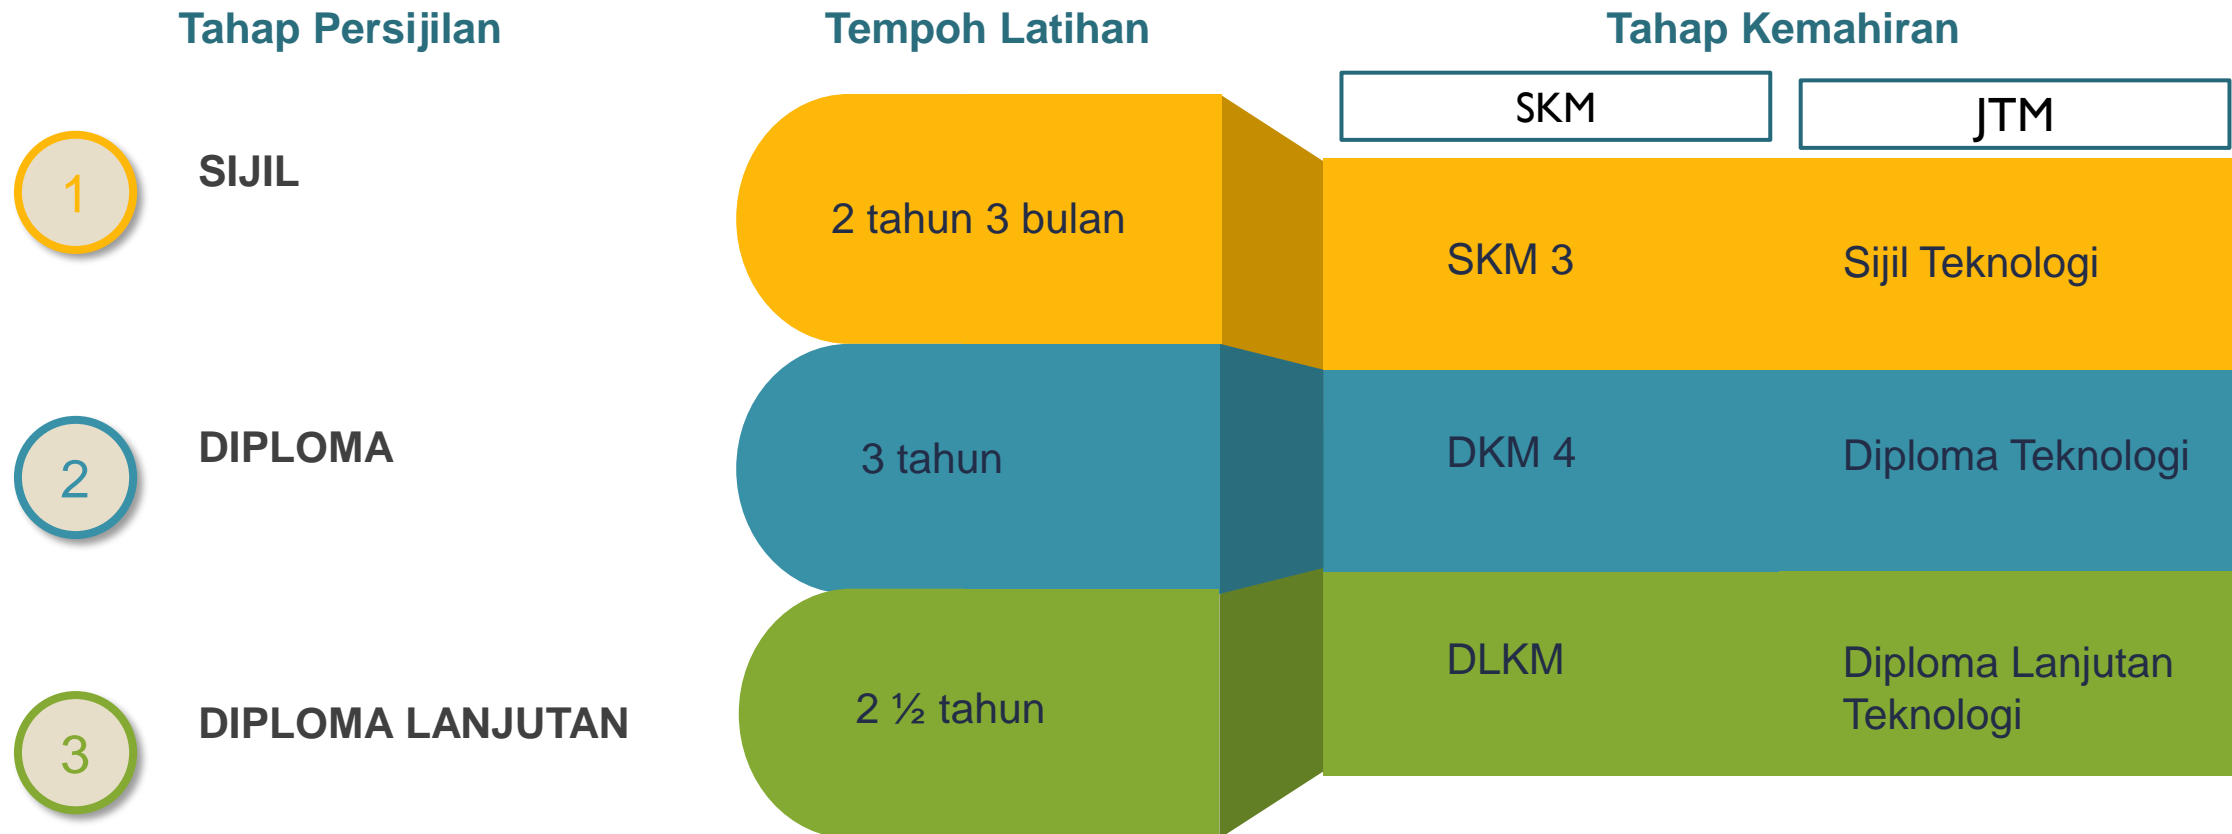 Tahap Persijilan
Tempoh Latihan
Tahap Kemahiran
SKM
JTM
1
SIJIL
2 tahun 3 bulan
SKM 3
Sijil Teknologi
2
DIPLOMA
3 tahun
DKM 4
Diploma Teknologi
3
DIPLOMA LANJUTAN
2 ½ tahun
DLKM
Diploma Lanjutan
Teknologi